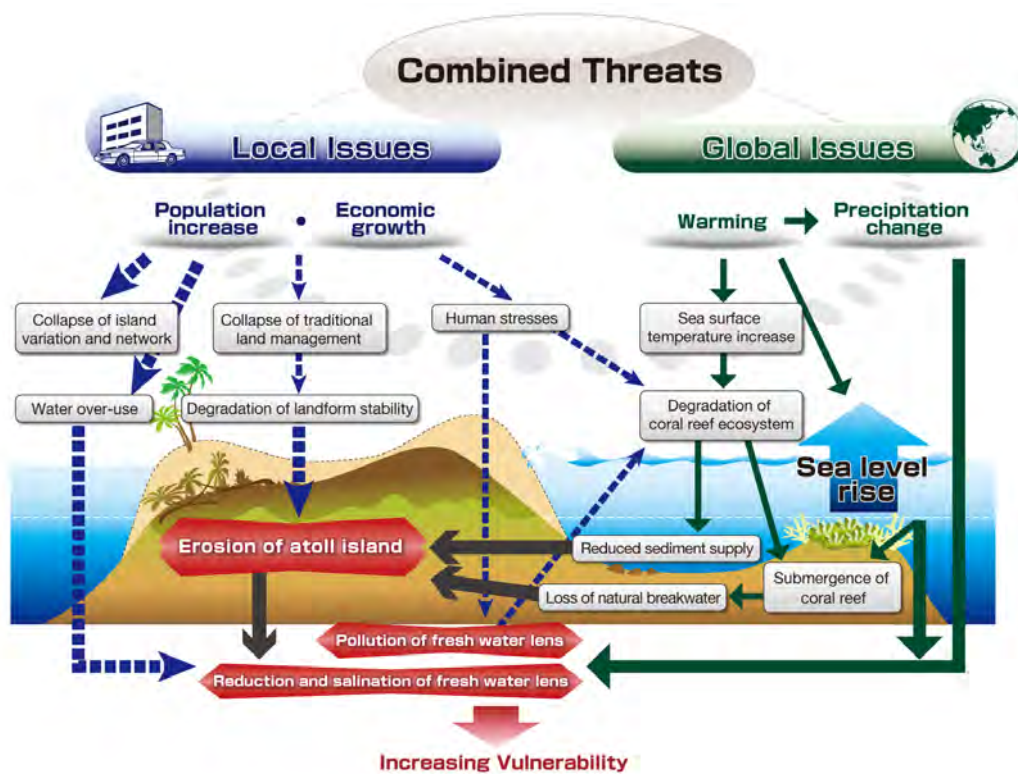 Combined Threats
Local Issues
Global Issues
Population
increase
•
Economic
growth
Warming
Precipitation
change
Collapse of island
variation and network
Collapse of traditional
land management
Human stresses
Sea surface
temperature increase
Water over-use
Degradation of landform stability
Degradation of
coral reef ecosystem
Sea level
rise
Erosion of atoll island
Reduced sediment supply
Loss of natural breakwater
Submergence of
coral reef
Pollution of fresh water lens
Reduction and salination of fresh water lens
Increasing Vulnerability